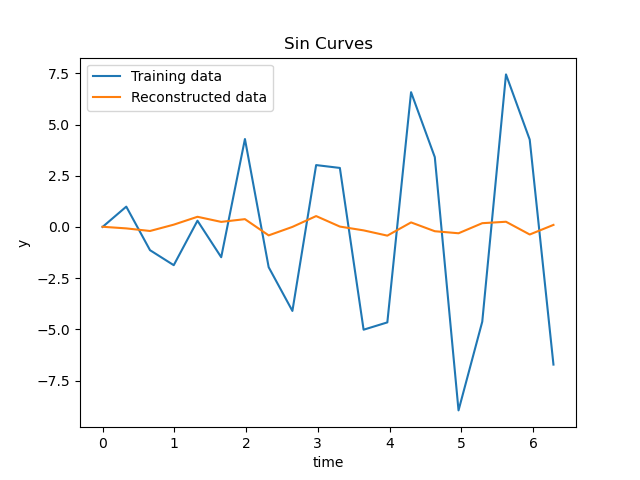 Sin Curves
Training data
Reconstructed data
7.5
5.0
2.5
0.0
−2.5
−5.0
−7.5
y
0 1 2 3 4 5 6
time